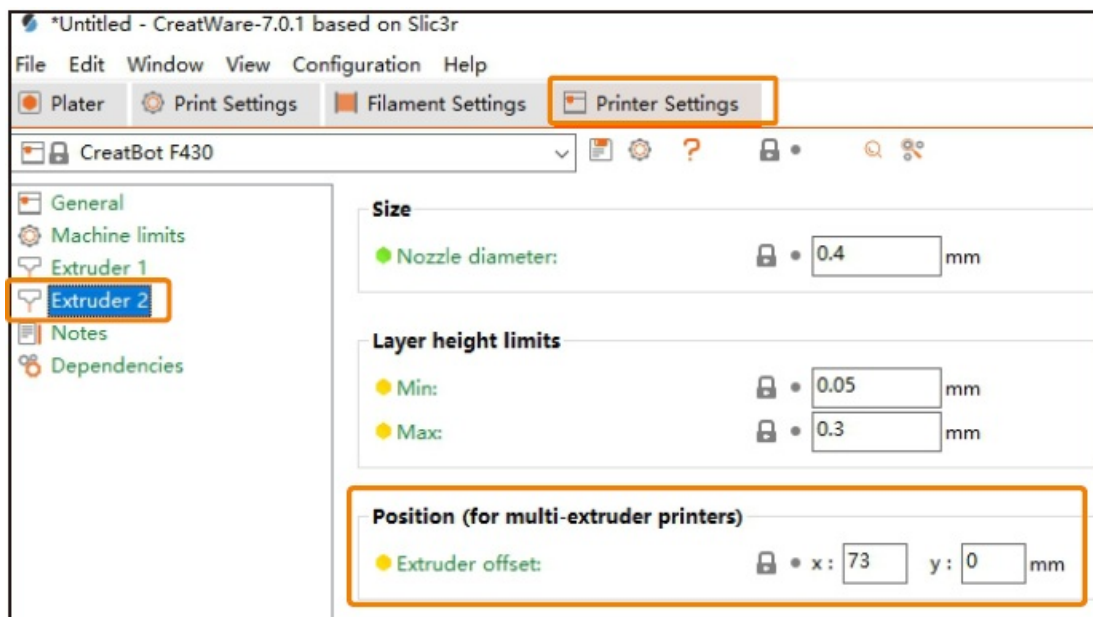 *Untitled - CreatWare-7.0.1 based on Slic3r
File Edit Window View Configuration Help
Plater Print Settings Filament Settings Printer Settings
CreatBot F430
General
Machine limits
Extruder 1
Extruder 2
Notes
Dependencies
Size
Nozzle diameter: 0.4 mm
Layer height limits
Min: 0.05 mm
Max: 0.3 mm
Position (for multi-extruder printers)
Extruder offset: x : 73 y : 0 mm